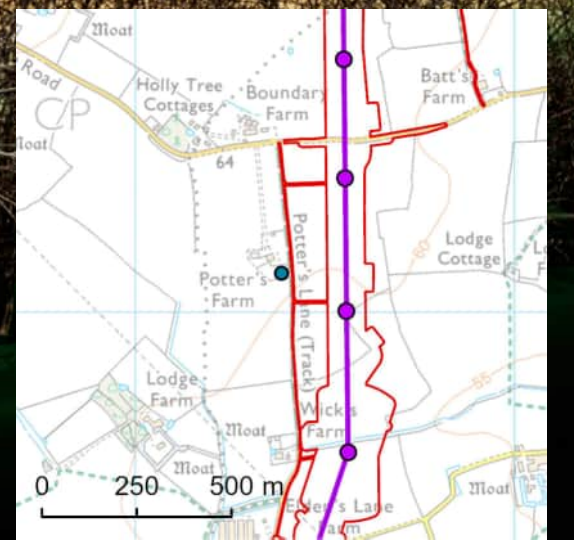 Moat
Road
Holly Tree
Cottages
Boundary
Farm
Batt's
Farm
CP
Moat
64
60
Potter's Lane (Track)
Lodge
Cottage
Potter's
Farm
55
Lodge
Farm
Wick's
Farm
Moat
Moat
Moat
0 250 500 m
Elder's Lane
Farm